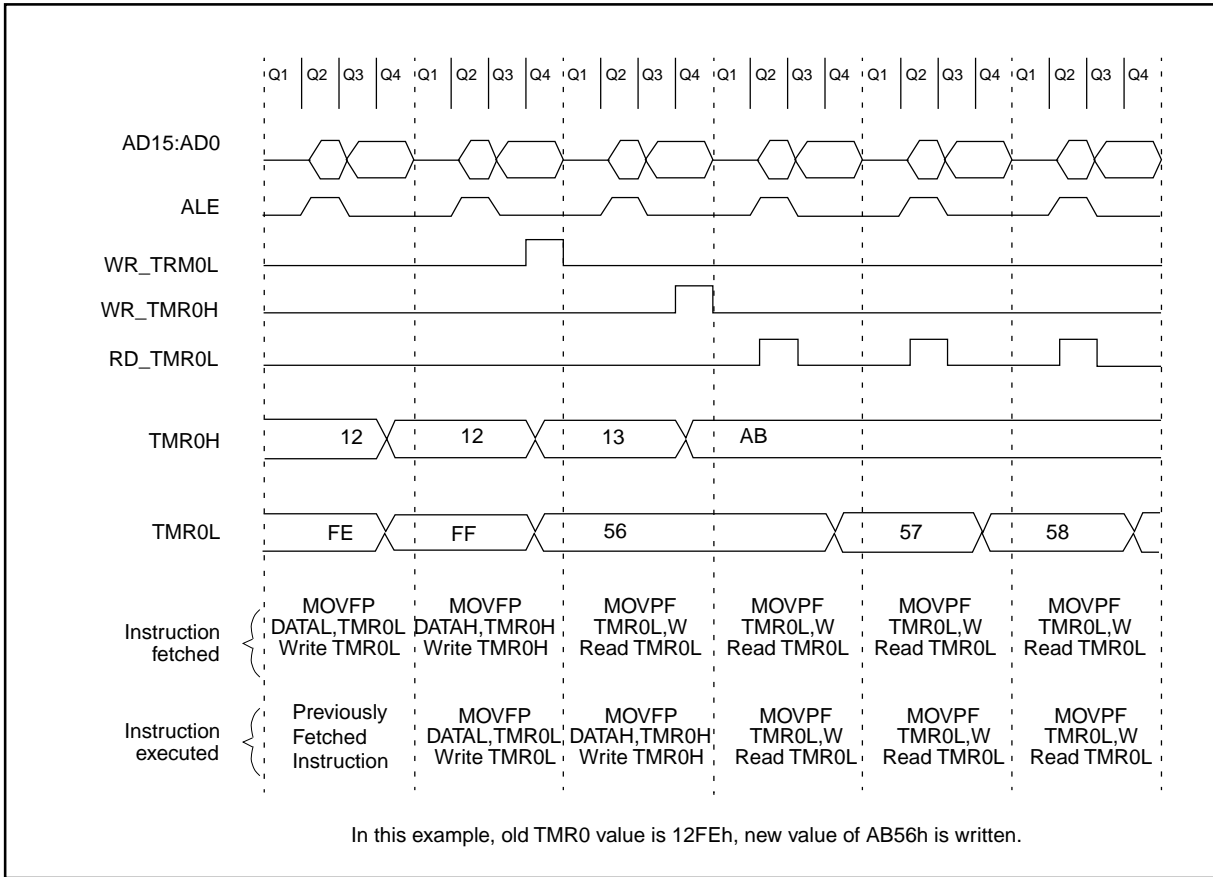 Q1 Q2 Q3 Q4 Q1 Q2 Q3 Q4 Q1 Q2 Q3 Q4 Q1 Q2 Q3 Q4 Q1 Q2 Q3 Q4 Q1 Q2 Q3 Q4
AD15:AD0
ALE
WR_TRM0L
WR_TMR0H
RD_TMR0L
TMR0H 12 12 13 AB
TMR0L FE FF 56 57 58
Instruction
fetched
MOVFP
DATAL,TMR0L
Write TMR0L
MOVFP
DATAH,TMR0H
Write TMR0H
MOVPF
TMR0L,W
Read TMR0L
MOVPF
TMR0L,W
Read TMR0L
MOVPF
TMR0L,W
Read TMR0L
MOVPF
TMR0L,W
Read TMR0L
Instruction
executed
Previously
Fetched
Instruction
MOVFP
DATAL,TMR0L
Write TMR0L
MOVFP
DATAH,TMR0H
Write TMR0H
MOVPF
TMR0L,W
Read TMR0L
MOVPF
TMR0L,W
Read TMR0L
MOVPF
TMR0L,W
Read TMR0L
In this example, old TMR0 value is 12FEh, new value of AB56h is written.